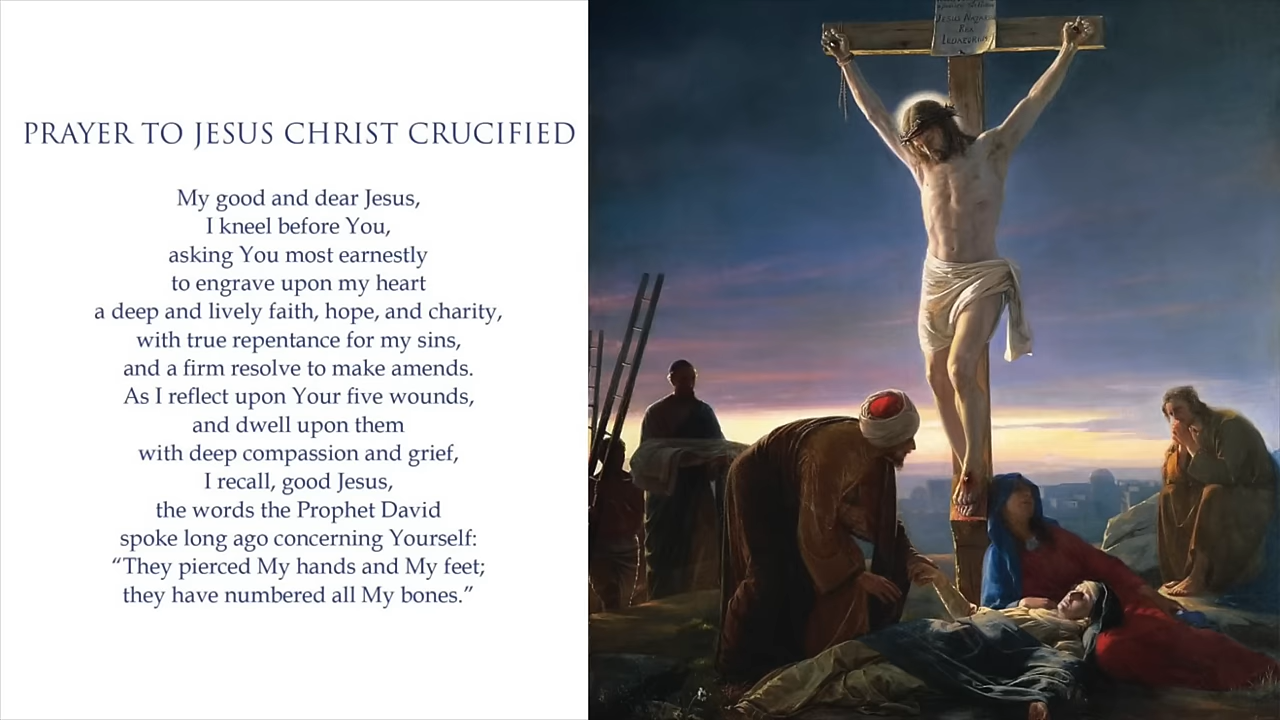 PRAYER TO JESUS CHRIST CRUCIFIED
My good and dear Jesus,
I kneel before You,
asking You most earnestly
to engrave upon my heart
a deep and lively faith, hope, and charity,
with true repentance for my sins,
and a firm resolve to make amends.
As I reflect upon Your five wounds,
and dwell upon them
with deep compassion and grief,
I recall, good Jesus,
the words the Prophet David
spoke long ago concerning Yourself:
“They pierced My hands and My feet;
they have numbered all My bones.”
JESUS
REX